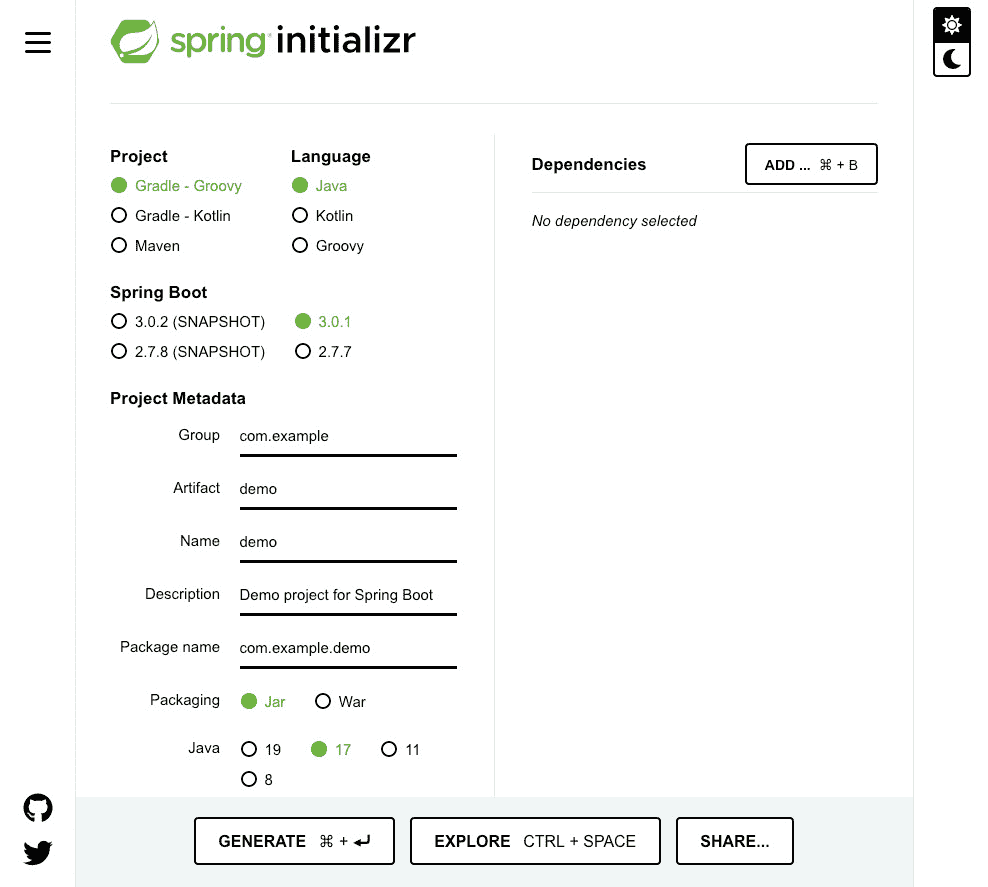 spring initializr
Project
Gradle - Groovy
Gradle - Kotlin
Maven
Language
Java
Kotlin
Groovy
Spring Boot
3.0.2 (SNAPSHOT)
3.0.1
2.7.8 (SNAPSHOT)
2.7.7
Project Metadata
Group com.example
Artifact demo
Name demo
Description Demo project for Spring Boot
Package name com.example.demo
Packaging Jar War
Java 19 17 11
8
Dependencies
ADD ... ⌘ + B
No dependency selected
GENERATE ⌘ + ⏎
EXPLORE CTRL + SPACE
SHARE...